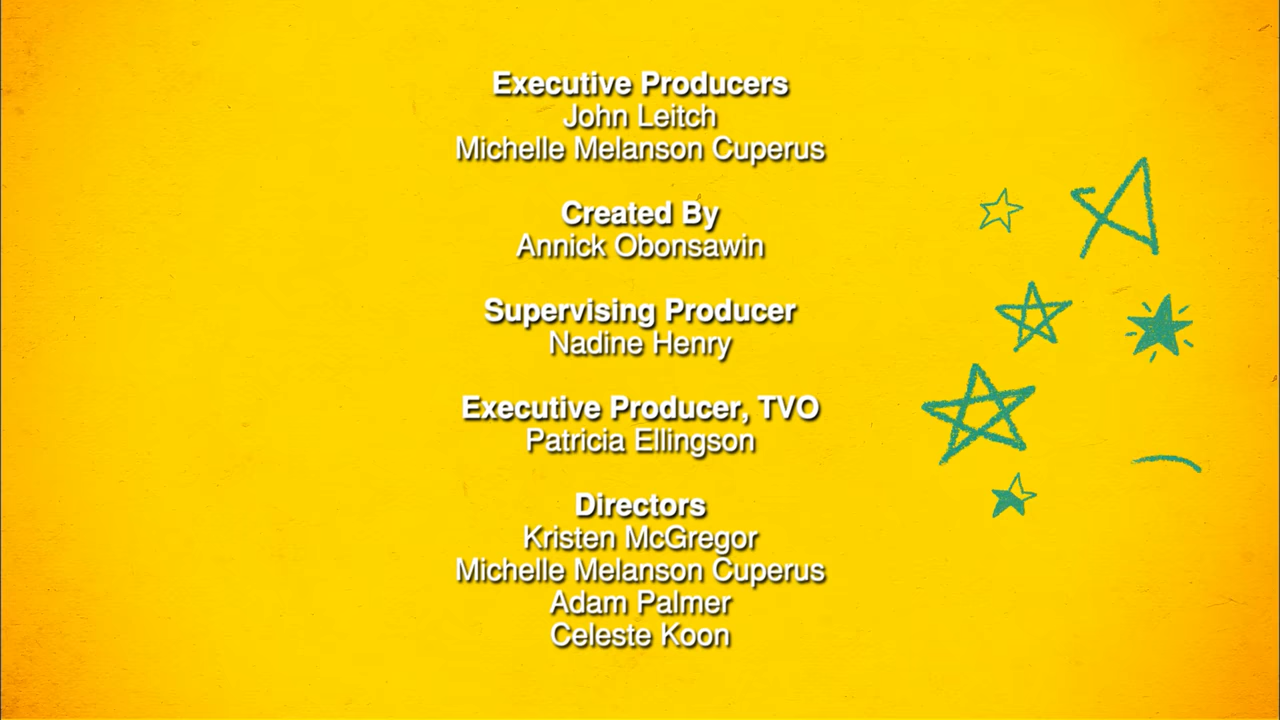 Executive Producers
John Leitch
Michelle Melanson Cuperus
Created By
Annick Obonsawin
Supervising Producer
Nadine Henry
Executive Producer, TVO
Patricia Ellingson
Directors
Kristen McGregor
Michelle Melanson Cuperus
Adam Palmer
Celeste Koon